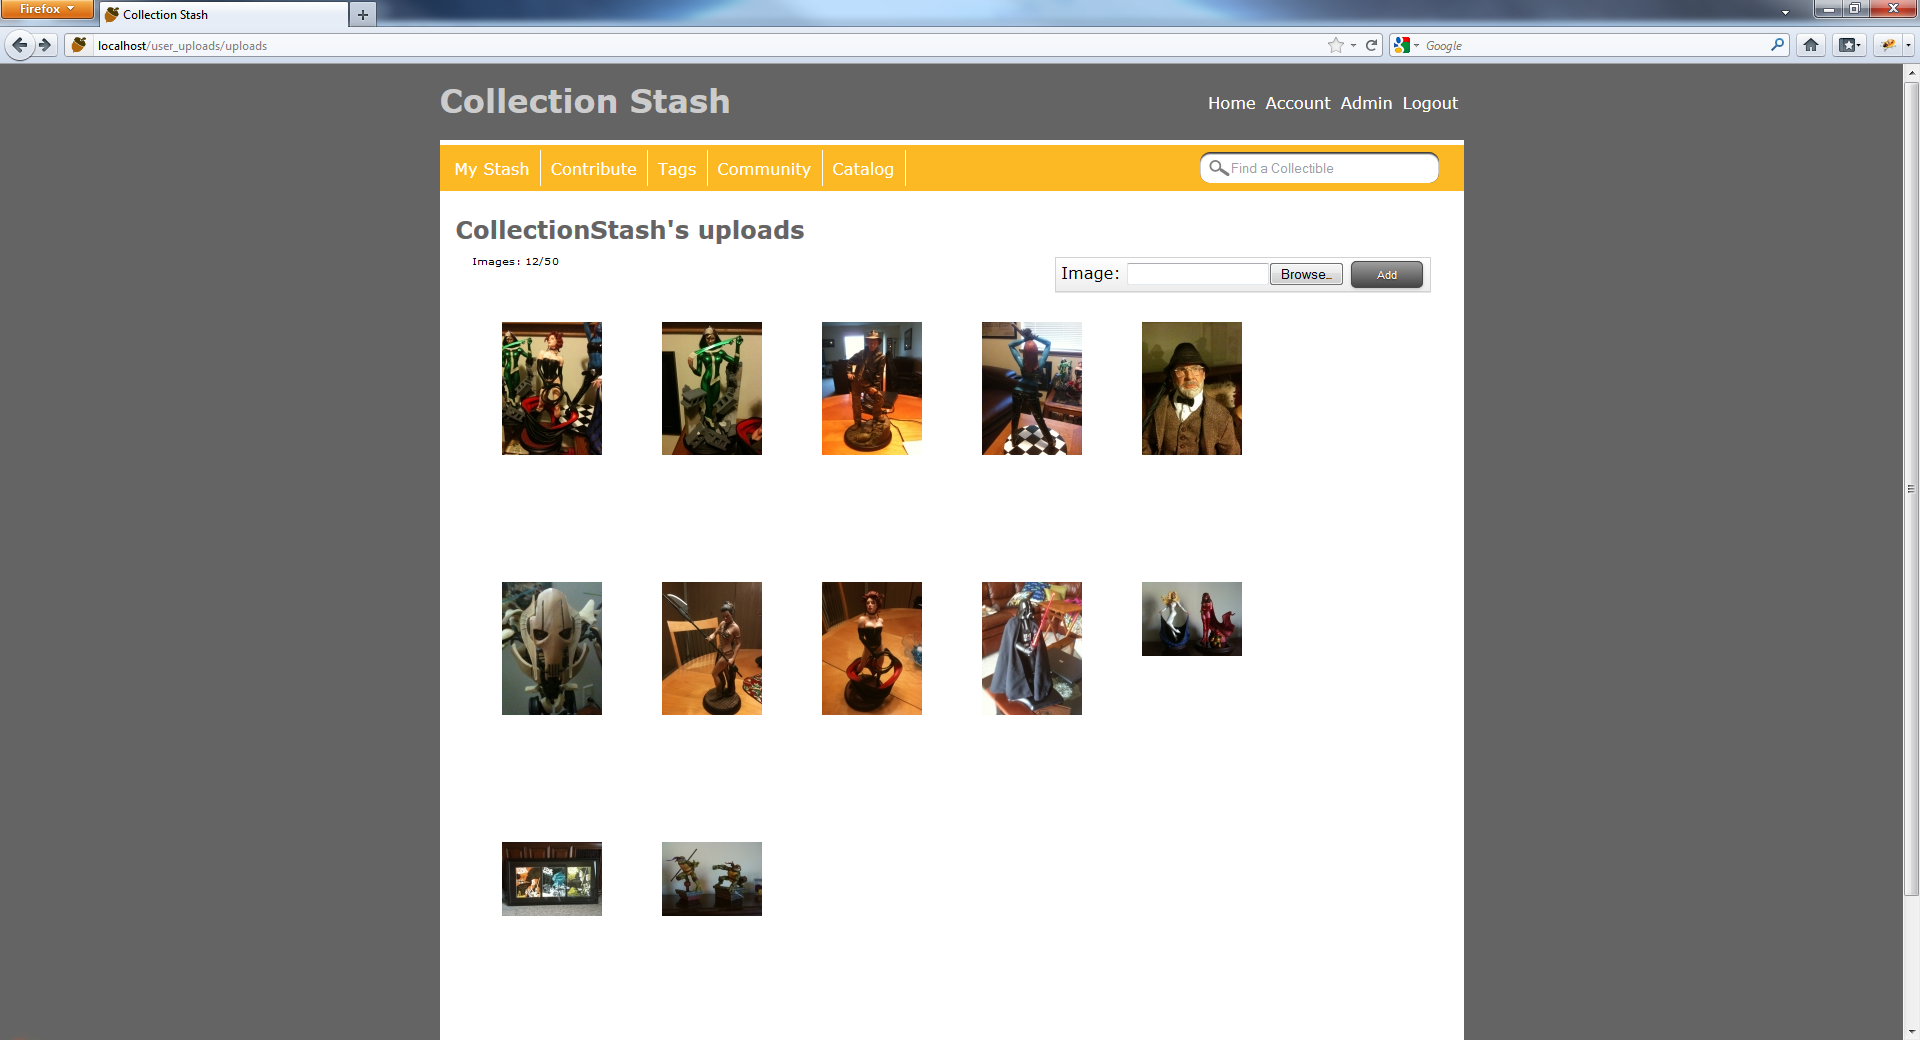 Firefox
Collection Stash
localhost/user_uploads/uploads
Google
Collection Stash
Home Account Admin Logout
My Stash Contribute Tags Community Catalog
Find a Collectible
CollectionStash's uploads
Images: 12/50
Image: Browse... Add